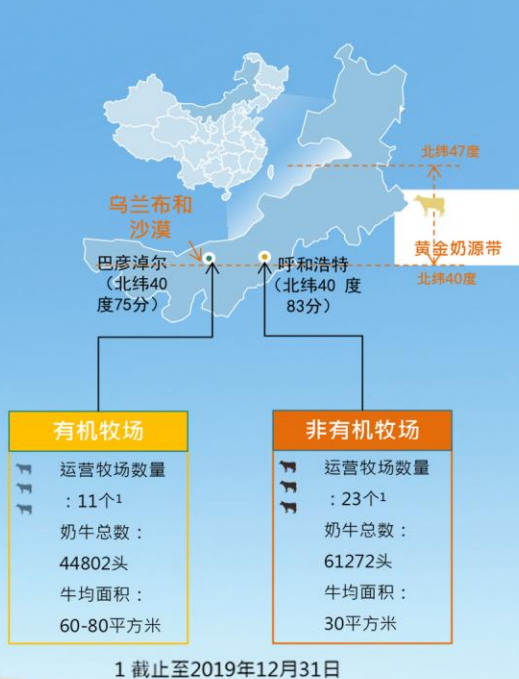 北纬47度
乌兰布和
沙漠
黄金奶源带
巴彦淖尔
（北纬40
度75分）
呼和浩特
（北纬40 度
83分）
北纬40度
有机牧场
运营牧场数量
：11个¹
奶牛总数：
44802头
牛均面积：
60-80平方米
非有机牧场
运营牧场数量
：23个¹
奶牛总数：
61272头
牛均面积：
30平方米
1 截止至2019年12月31日